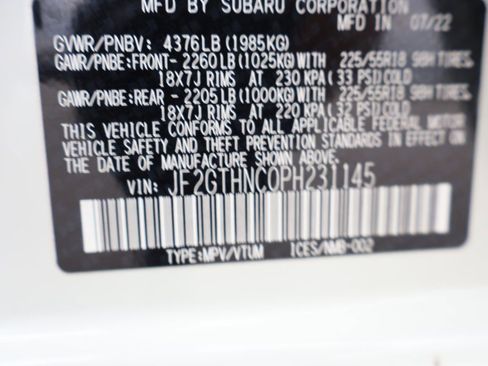 MFD BY SUBARU CORPORATION
MFD IN 07/22
GVWR/PNBV: 4376LB (1985KG)
GAWR/PNBE:FRONT- 2260LB (1025KG)WITH 225/55R18 98H TIRES,
18X7J RIMS AT 230 KPA (33 PSI)COLD
GAWR/PNBE:REAR - 2205LB (1000KG)WITH 225/55R18 98H TIRES,
18X7J RIMS AT 220 KPA (32 PSI)COLD
THIS VEHICLE CONFORMS TO ALL APPLICABLE FEDERAL MOTOR
VEHICLE SAFETY AND THEFT PREVENTION STANDARDS IN EFFECT ON
THE DATE OF MANUFACTURE SHOWN ABOVE.
VIN: JF2GTHNC0PH231145
TYPE:MPV/VTUM ICES/NMB-002